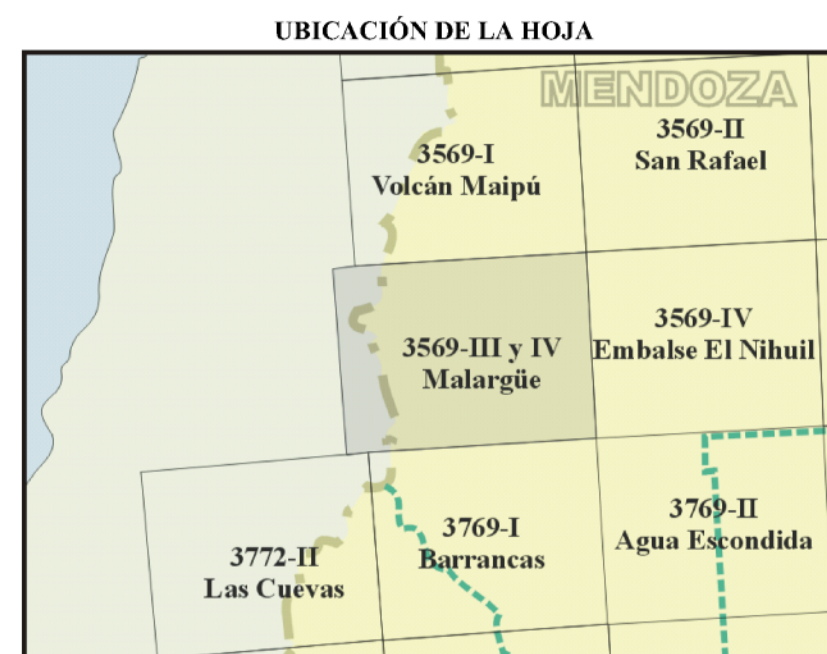 UBICACIÓN DE LA HOJA
MENDOZA
3569-I
Volcán Maipú
3569-II
San Rafael
3569-III y IV
Malargüe
3569-IV
Embalse El Nihuil
3772-II
Las Cuevas
3769-I
Barrancas
3769-II
Agua Escondida